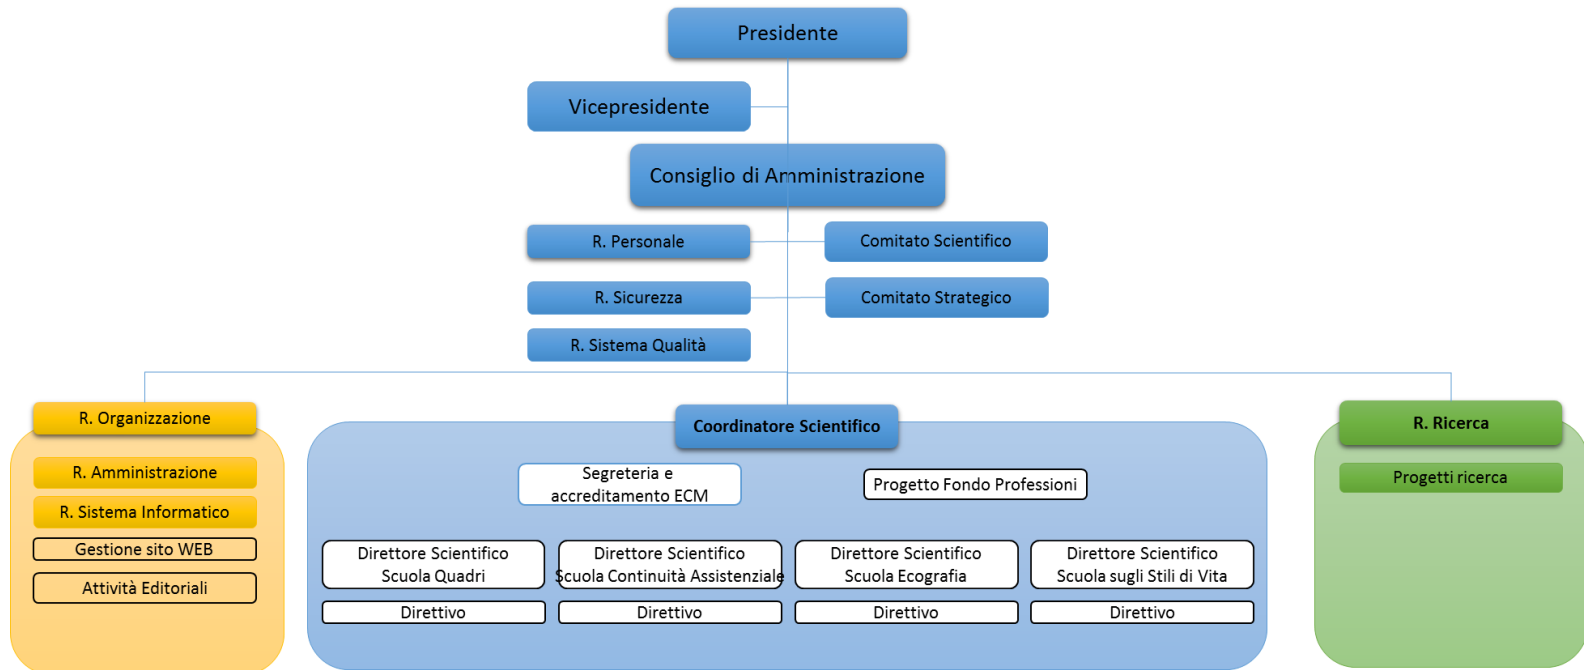 Presidente
Vicepresidente
Consiglio di Amministrazione
R. Personale
Comitato Scientifico
R. Sicurezza
Comitato Strategico
R. Sistema Qualità
R. Organizzazione
R. Amministrazione
R. Sistema Informatico
Gestione sito WEB
Attività Editoriali
Coordinatore Scientifico
Segreteria e
accreditamento ECM
Progetto Fondo Professioni
Direttore Scientifico
Scuola Quadri
Direttivo
Direttore Scientifico
Scuola Continuità Assistenziale
Direttivo
Direttore Scientifico
Scuola Ecografia
Direttivo
Direttore Scientifico
Scuola sugli Stili di Vita
Direttivo
R. Ricerca
Progetti ricerca